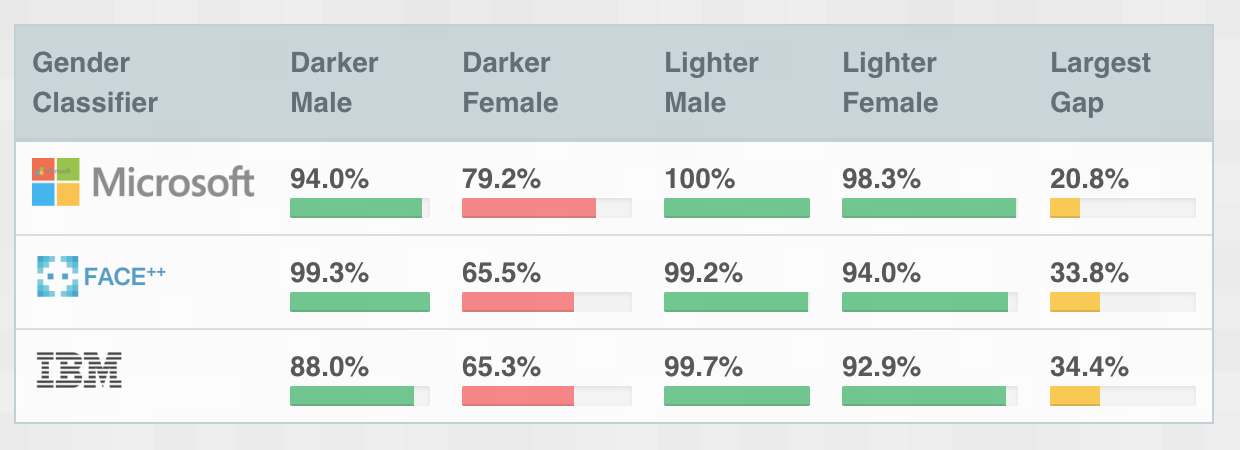 Gender Classifier Darker Male Darker Female Lighter Male Lighter Female Largest Gap
Microsoft 94.0% 79.2% 100% 98.3% 20.8%
FACE++ 99.3% 65.5% 99.2% 94.0% 33.8%
IBM 88.0% 65.3% 99.7% 92.9% 34.4%